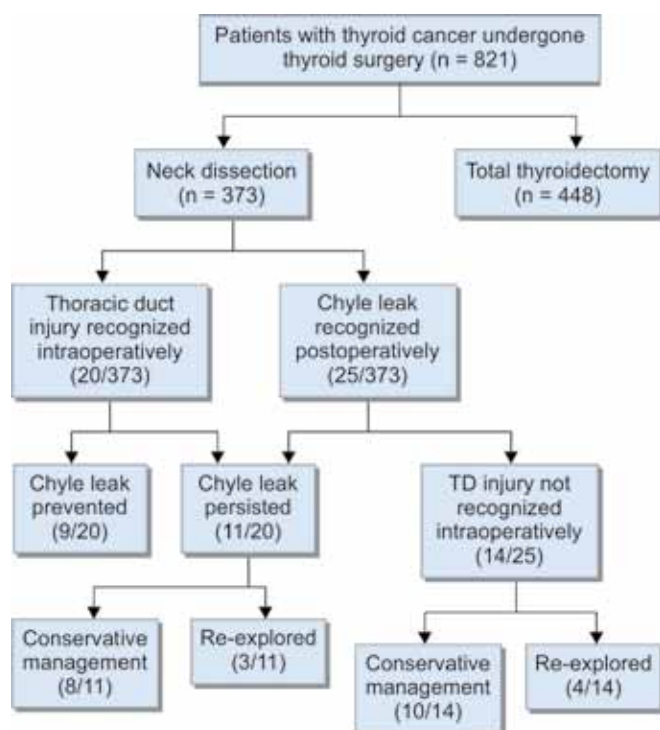 Patients with thyroid cancer undergone
thyroid surgery (n = 821)
Neck dissection
(n = 373)
Total thyroidectomy
(n = 448)
Thoracic duct
injury recognized
intraoperatively
(20/373)
Chyle leak
recognized
postoperatively
(25/373)
Chyle leak
prevented
(9/20)
Chyle leak
persisted
(11/20)
TD injury not
recognized
intraoperatively
(14/25)
Conservative
management
(8/11)
Re-explored
(3/11)
Conservative
management
(10/14)
Re-explored
(4/14)